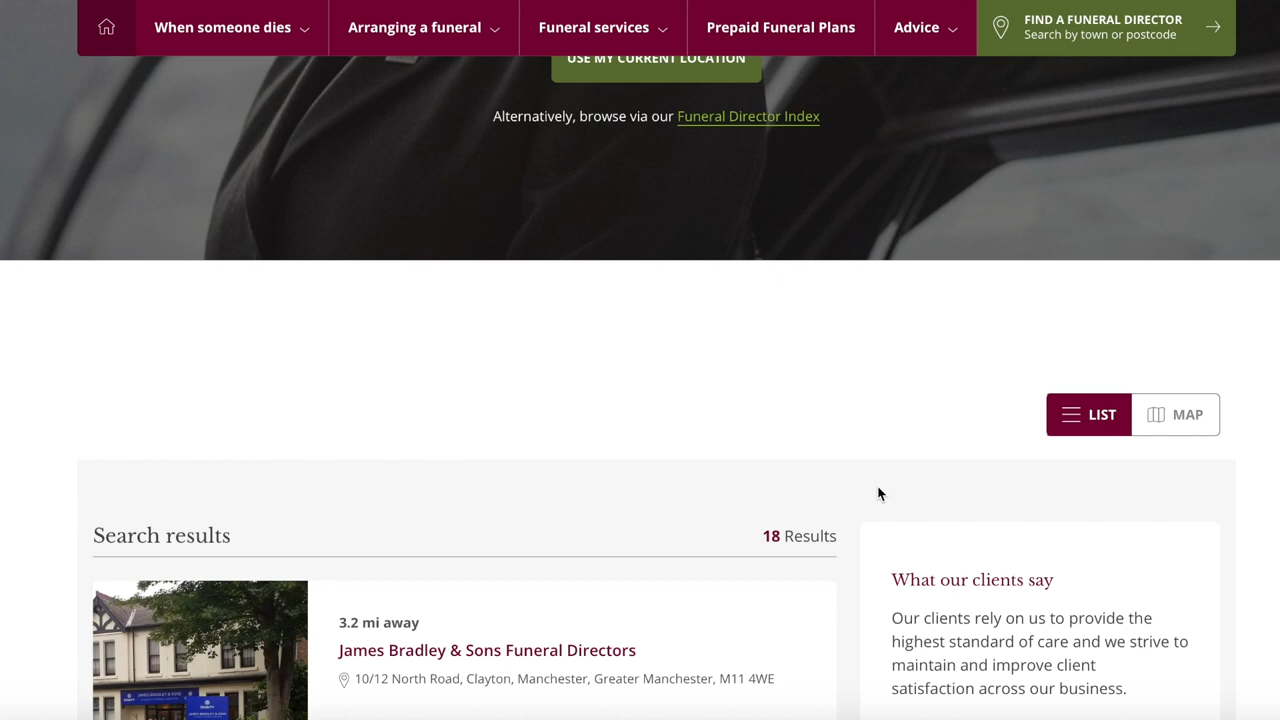 When someone dies
Arranging a funeral
Funeral services
Prepaid Funeral Plans
Advice
FIND A FUNERAL DIRECTOR
Search by town or postcode
USE MY CURRENT LOCATION
Alternatively, browse via our Funeral Director Index
LIST
MAP
Search results
18 Results
3.2 mi away
James Bradley & Sons Funeral Directors
10/12 North Road, Clayton, Manchester, Greater Manchester, M11 4WE
JAMES BRADLEY & SONS
What our clients say
Our clients rely on us to provide the
highest standard of care and we strive to
maintain and improve client
satisfaction across our business.